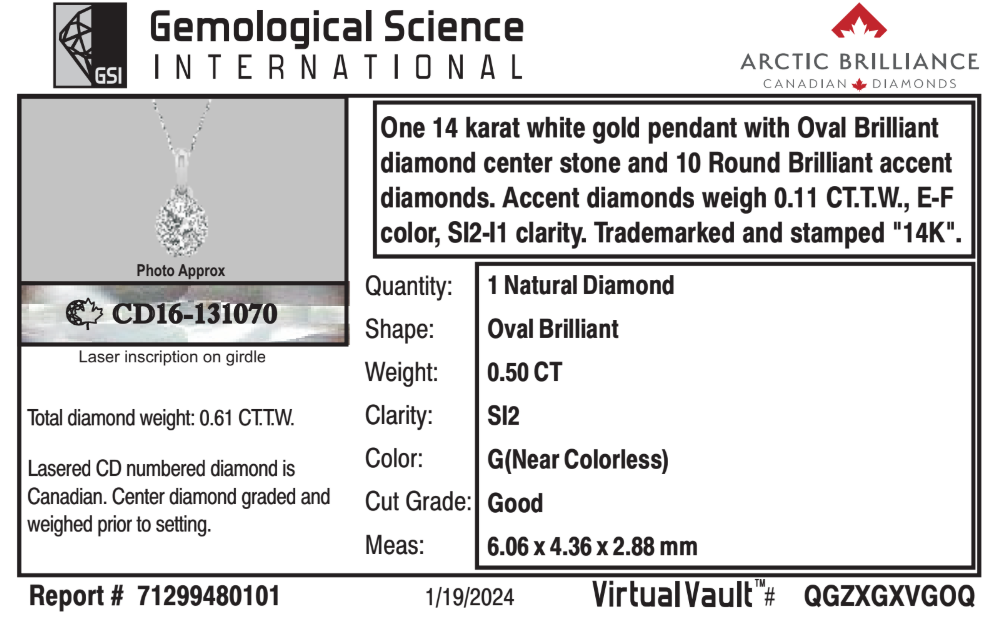 GSI
Gemological Science
INTERNATIONAL
ARCTIC BRILLIANCE
CANADIAN DIAMONDS
One 14 karat white gold pendant with Oval Brilliant
diamond center stone and 10 Round Brilliant accent
diamonds. Accent diamonds weigh 0.11 CT.T.W., E-F
color, SI2-I1 clarity. Trademarked and stamped "14K".
Photo Approx
CD16-131070
Laser inscription on girdle
Total diamond weight: 0.61 CT.T.W.
Lasered CD numbered diamond is
Canadian. Center diamond graded and
weighed prior to setting.
Quantity: 1 Natural Diamond
Shape: Oval Brilliant
Weight: 0.50 CT
Clarity: SI2
Color: G(Near Colorless)
Cut Grade: Good
Meas: 6.06 x 4.36 x 2.88 mm
Report # 71299480101
1/19/2024
VirtualVault™# QGZXGXVGOQ